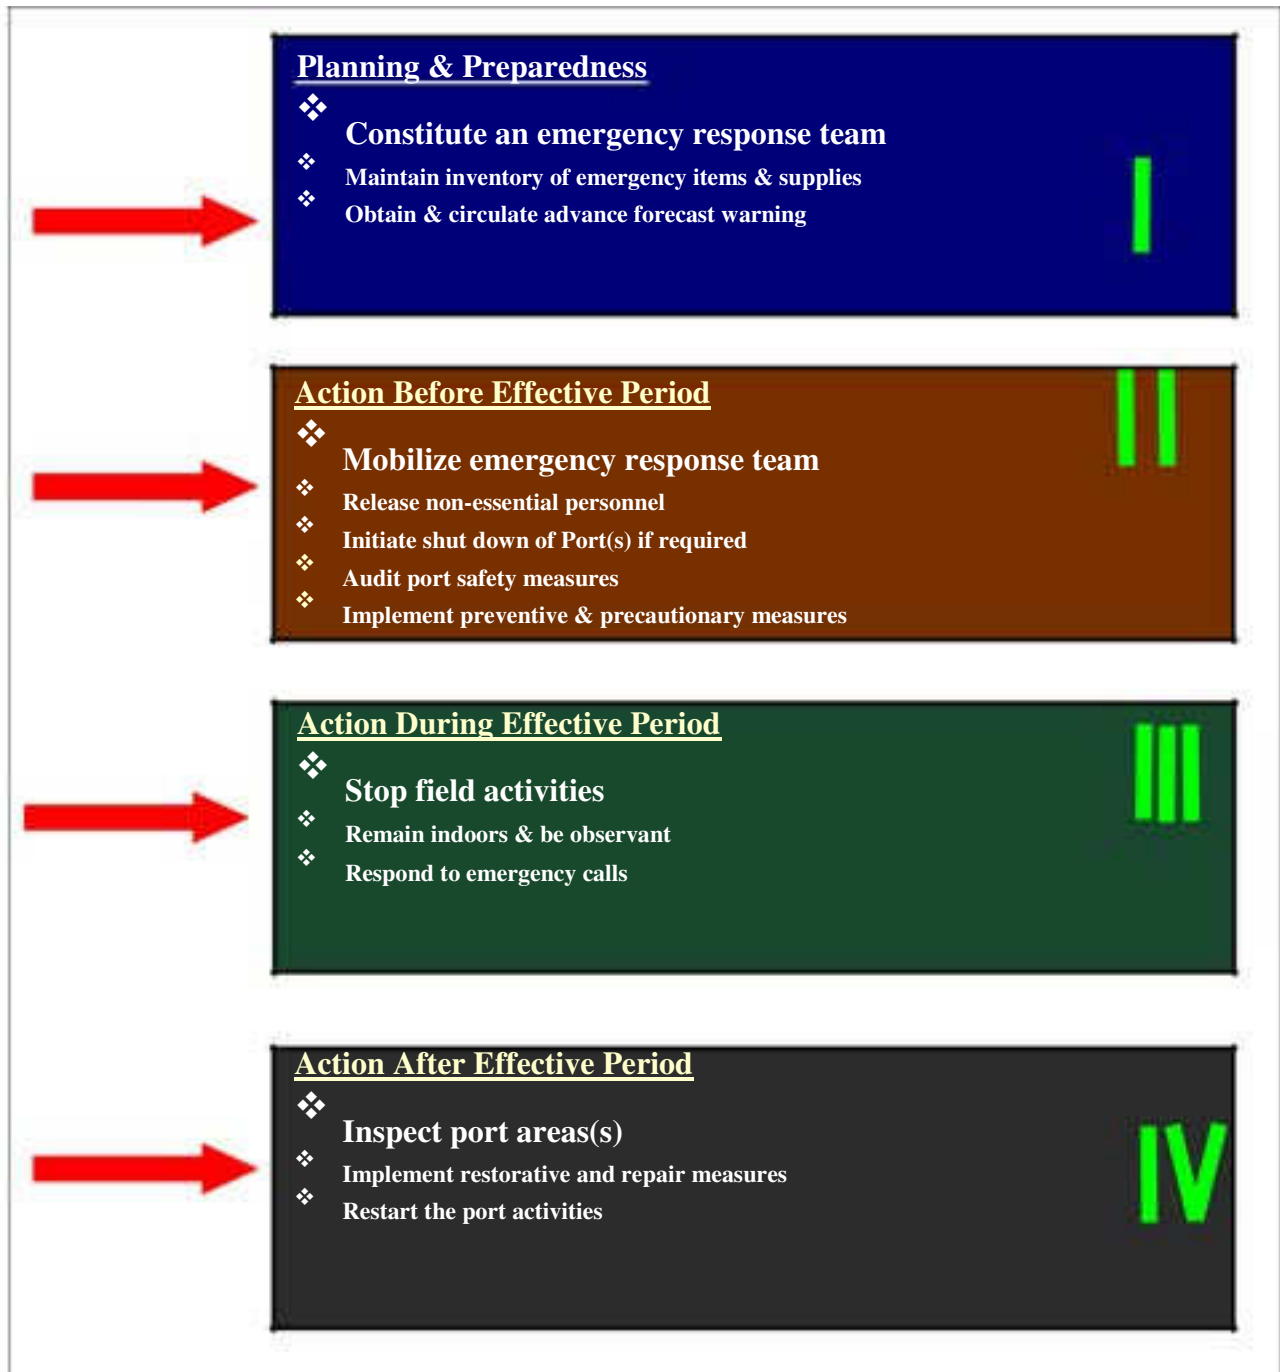 Planning & Preparedness
❖ Constitute an emergency response team
❖ Maintain inventory of emergency items & supplies
❖ Obtain & circulate advance forecast warning
I
Action Before Effective Period
II
❖ Mobilize emergency response team
❖ Release non-essential personnel
❖ Initiate shut down of Port(s) if required
❖ Audit port safety measures
❖ Implement preventive & precautionary measures
Action During Effective Period
III
❖ Stop field activities
❖ Remain indoors & be observant
❖ Respond to emergency calls
Action After Effective Period
❖ Inspect port areas(s)
❖ Implement restorative and repair measures
❖ Restart the port activities
IV